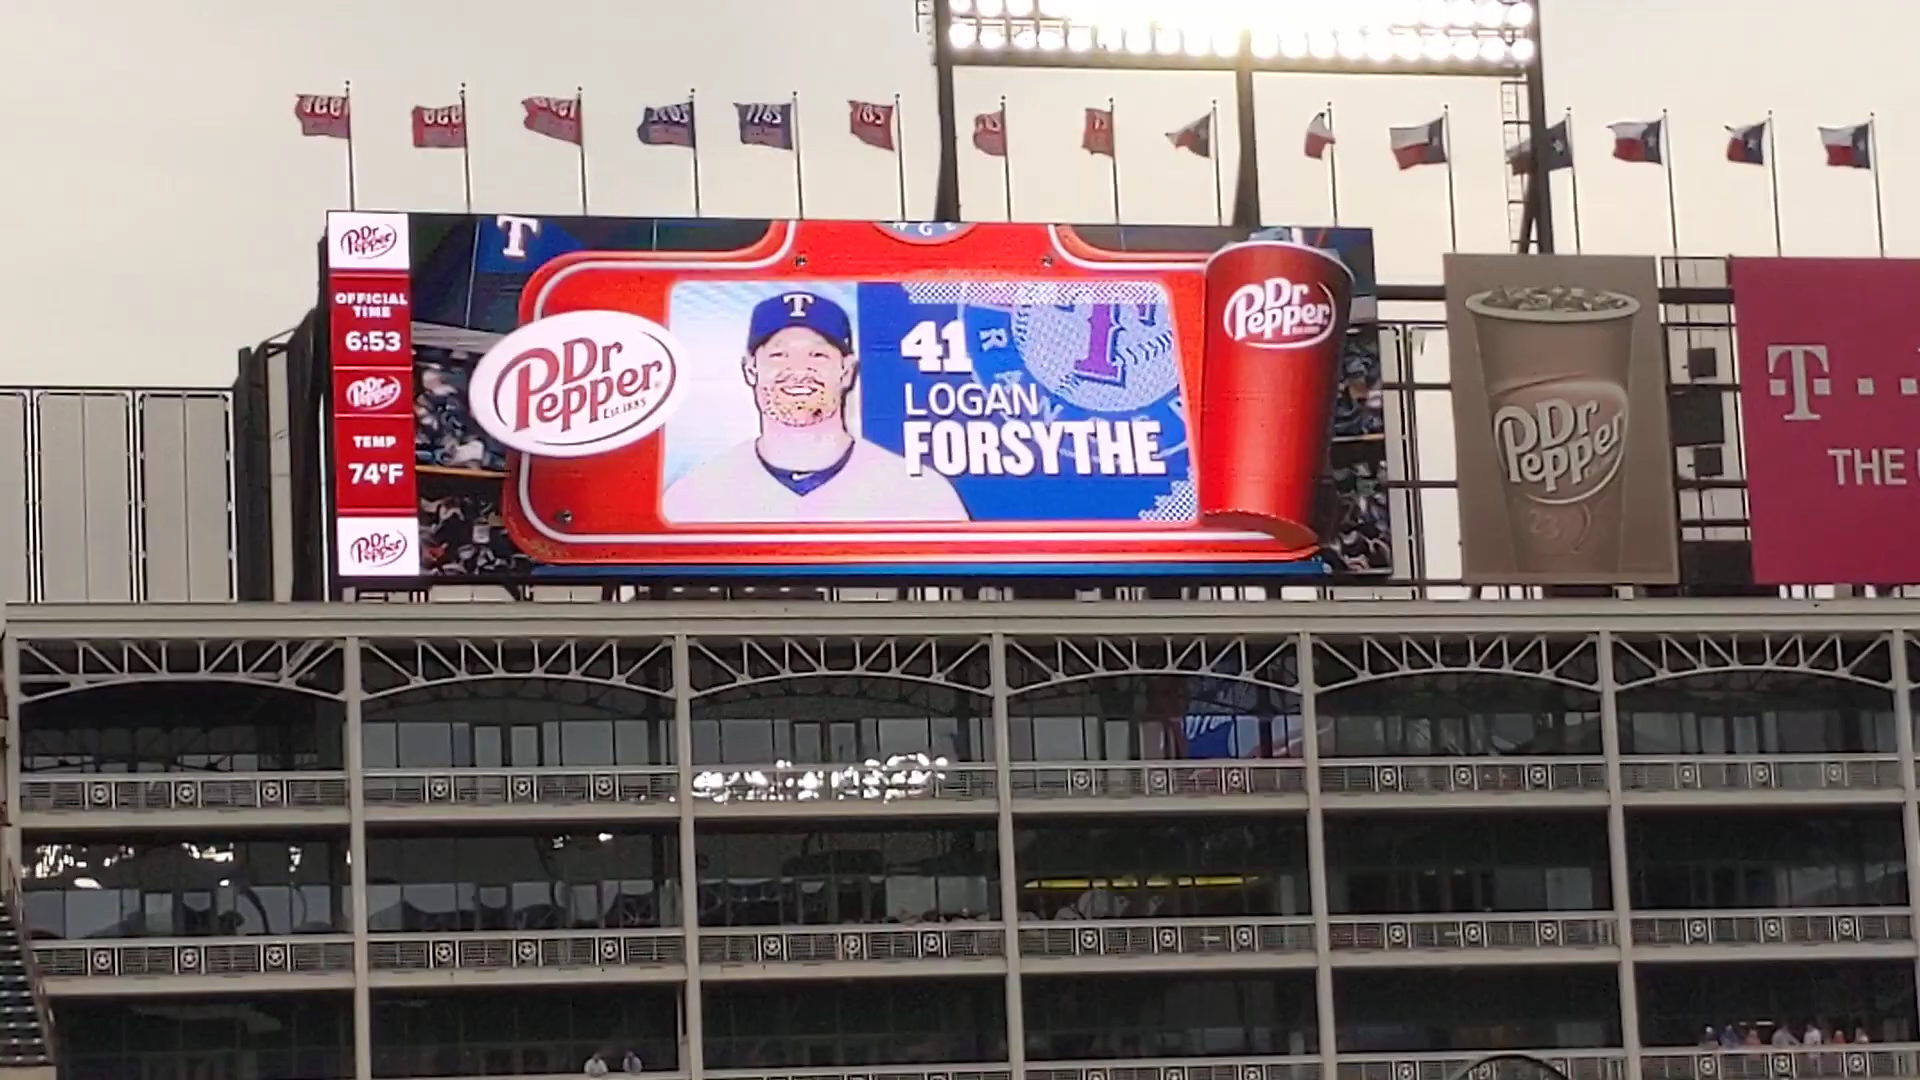 Dr
Pepper
OFFICIAL
TIME
6:53
Dr
Pepper
TEMP
74°F
Dr
Pepper
T
Dr
Pepper
EST. 1885
T
41
LOGAN
FORSYTHE
T
Dr
Pepper
Dr
Pepper
23
T
THE